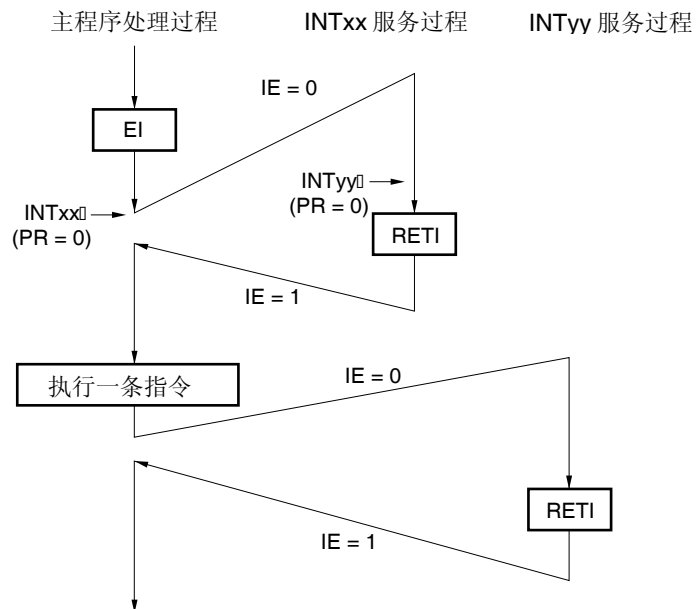 主程序处理过程
INTxx 服务过程
INTyy 服务过程
IE = 0
EI
INTxx
(PR = 0)
INTyy
(PR = 0)
RETI
IE = 1
执行一条指令
IE = 0
RETI
IE = 1